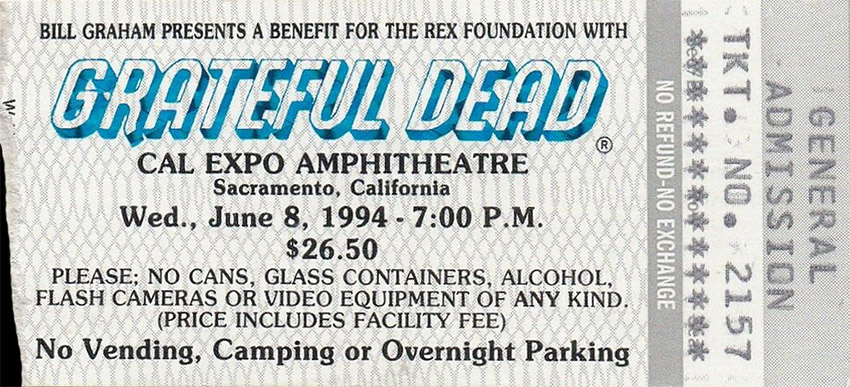 BILL GRAHAM PRESENTS A BENEFIT FOR THE REX FOUNDATION WITH
GRATEFUL DEAD®
CAL EXPO AMPHITHEATRE
Sacramento, California
Wed., June 8, 1994 - 7:00 P.M.
$26.50
PLEASE; NO CANS, GLASS CONTAINERS, ALCOHOL,
FLASH CAMERAS OR VIDEO EQUIPMENT OF ANY KIND.
(PRICE INCLUDES FACILITY FEE)
No Vending, Camping or Overnight Parking
NO REFUND-NO EXCHANGE
TKT. NO. 2157
GENERAL
ADMISSION